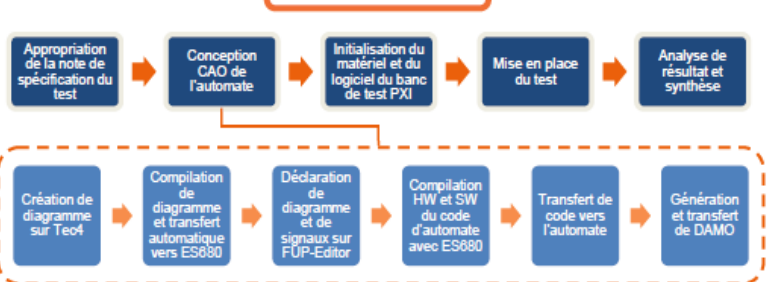 Appropriation
de la note de
spécification du
test
Conception
CAO de
l'automate
Initialisation du
matériel et du
logiciel du banc
de test PXI
Mise en place
du test
Analyse de
résultat et
synthèse
Création de
diagramme
sur Tec4
Compilation
de
diagramme
et transfert
automatique
vers ES680
Déclaration
de
diagramme
et de
signaux sur
FUP-Editor
Compilation
HW et SW
du code
d'automate
avec ES680
Transfert de
code vers
l'automate
Génération
et transfert
de DAMO